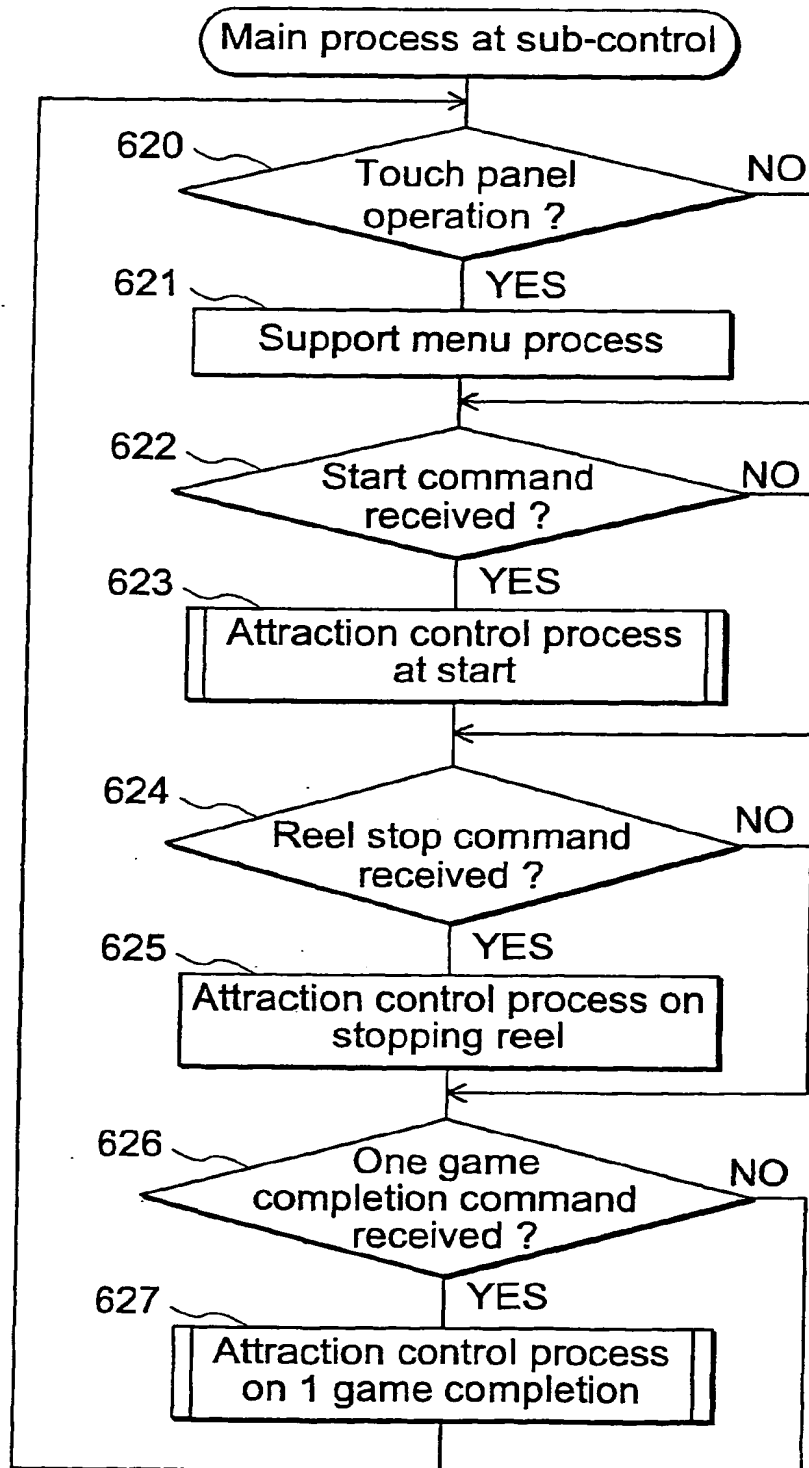 Main process at sub-control
620
Touch panel
operation ?
NO
YES
621
Support menu process
622
Start command
received ?
NO
YES
623
Attraction control process
at start
624
Reel stop command
received ?
NO
YES
625
Attraction control process on
stopping reel
626
One game
completion command
received ?
NO
YES
627
Attraction control process
on 1 game completion